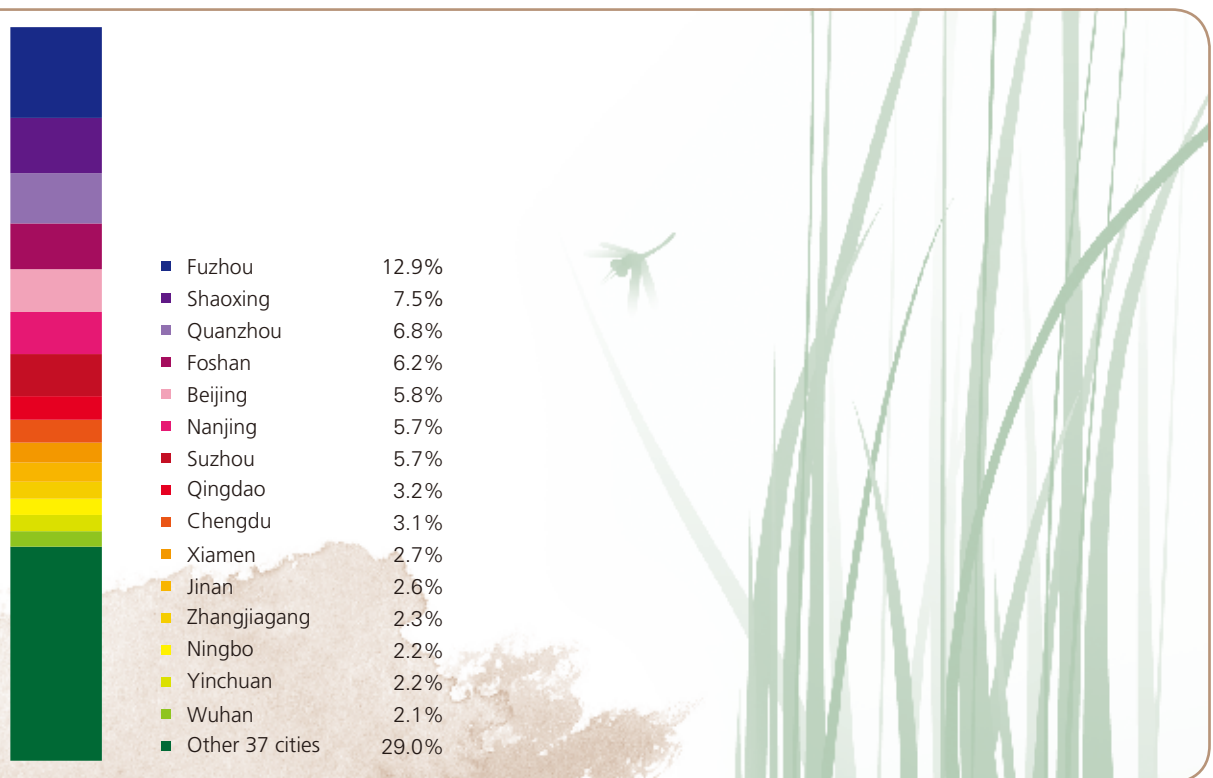 Fuzhou 12.9%
Shaoxing 7.5%
Quanzhou 6.8%
Foshan 6.2%
Beijing 5.8%
Nanjing 5.7%
Suzhou 5.7%
Qingdao 3.2%
Chengdu 3.1%
Xiamen 2.7%
Jinan 2.6%
Zhangjiagang 2.3%
Ningbo 2.2%
Yinchuan 2.2%
Wuhan 2.1%
Other 37 cities 29.0%